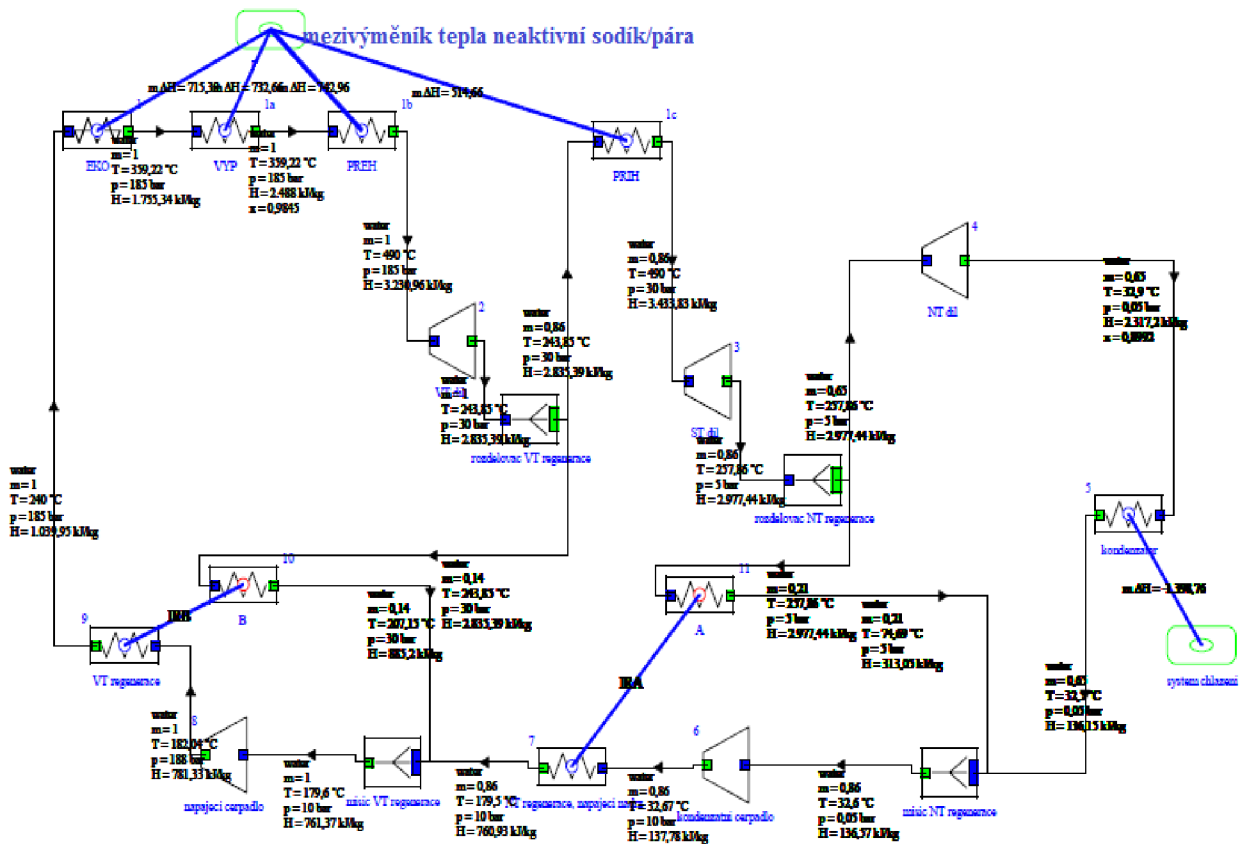 mezivýměník tepla neaktivní sodík/pára
m ΔH = 715,39
m ΔH = 732,66
m ΔH = 742,96
m ΔH = 514,66
1a
1b
1c
EKO
VYP
PREH
PRIH
water
m = 1
T = 359,22 °C
p = 185 bar
H = 1.755,34 kJ/kg
water
m = 1
T = 359,22 °C
p = 185 bar
H = 2.488 kJ/kg
x = 0,9845
water
m = 1
T = 490 °C
p = 185 bar
H = 3.230,96 kJ/kg
water
m = 0,86
T = 490 °C
p = 30 bar
H = 3.433,83 kJ/kg
4
NT díl
water
m = 0,65
T = 32,9 °C
p = 0,05 bar
H = 2.317,2 kJ/kg
2
water
m = 1
T = 243,85 °C
p = 30 bar
H = 2.835,39 kJ/kg
rozdelovac VT regenerace
water
m = 0,86
T = 243,85 °C
p = 30 bar
H = 2.835,39 kJ/kg
3
ST díl
water
m = 0,86
T = 257,86 °C
p = 5 bar
H = 2.977,44 kJ/kg
water
m = 0,65
T = 257,86 °C
p = 5 bar
H = 2.977,44 kJ/kg
rozdelovac NT regenerace
water
m = 1
T = 240 °C
p = 185 bar
H = 1.039,95 kJ/kg
5
kondenzator
m ΔH = -1.398,76
system chlazení
10
B
9
VT regenerace
water
m = 0,14
T = 207,15 °C
p = 30 bar
H = 885,2 kJ/kg
water
m = 0,14
T = 243,85 °C
p = 30 bar
H = 2.835,39 kJ/kg
11
A
water
m = 0,21
T = 257,86 °C
p = 5 bar
H = 2.977,44 kJ/kg
water
m = 0,21
T = 74,69 °C
p = 5 bar
H = 313,05 kJ/kg
water
m = 0,65
p = 0,05 bar
H = 136,15 kJ/kg
8
water
m = 1
T = 182,04 °C
p = 188 bar
H = 781,33 kJ/kg
napajeci cerpadlo
water
m = 1
T = 179,6 °C
p = 10 bar
H = 761,37 kJ/kg
misic VT regenerace
water
m = 0,86
T = 179,5 °C
p = 10 bar
H = 760,93 kJ/kg
7
NT regenerace, napajeci nadrz
water
m = 0,86
T = 32,67 °C
p = 10 bar
H = 137,78 kJ/kg
6
kondenzatni cerpadlo
water
m = 0,86
T = 32,6 °C
p = 0,05 bar
H = 136,57 kJ/kg
misic NT regenerace